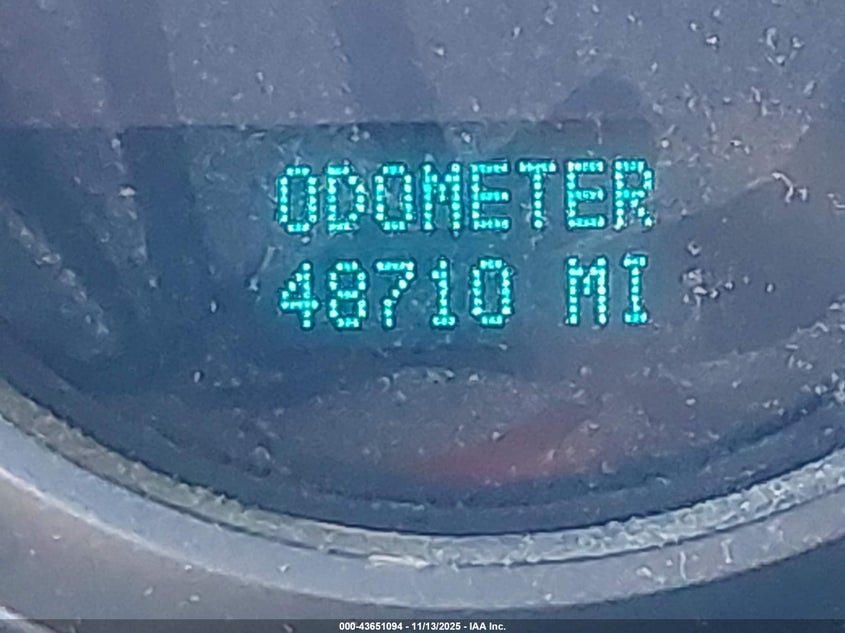 ODOMETER
48710 MI
000-43651094 - 11/13/2025 - IAA Inc.